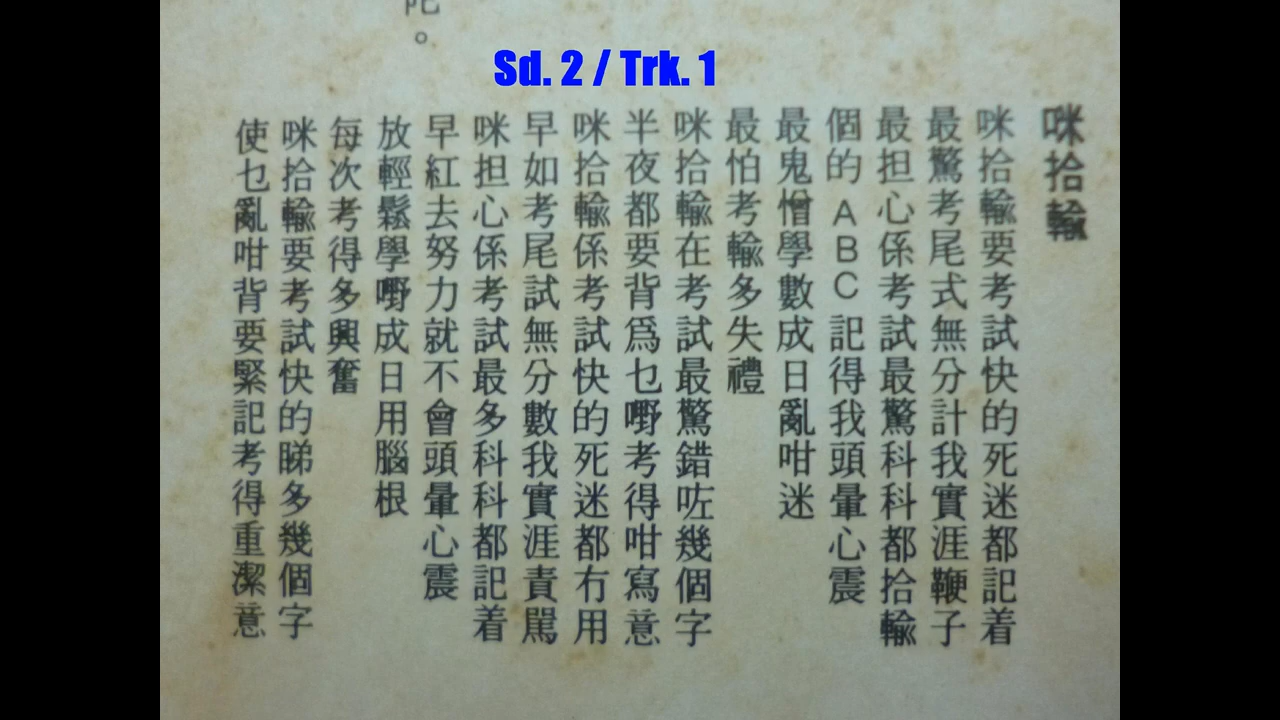 Sd. 2 / Trk. 1
咪拾輸
咪拾輸要考試快的死迷都記着
最驚考尾式無分計我實涯鞭子
最担心係考試最驚科科都拾輸
個的ABC記得我頭暈心震
最鬼憎學數成日亂咁迷
最怕考輸多失禮
咪拾輸在考試最驚錯咗幾個字
半夜都要背爲乜嘢考得咁寫意
咪拾輸係考試快的死迷都冇用
早如考尾試無分數我實涯責駡
咪担心係考試最多科科都記着
早紅去努力就不會頭暈心震
放輕鬆學嘢成日用腦根
每次考得多興奮
咪拾輸要考試快的睇多幾個字
使乜亂咁背要緊記考得重潔意